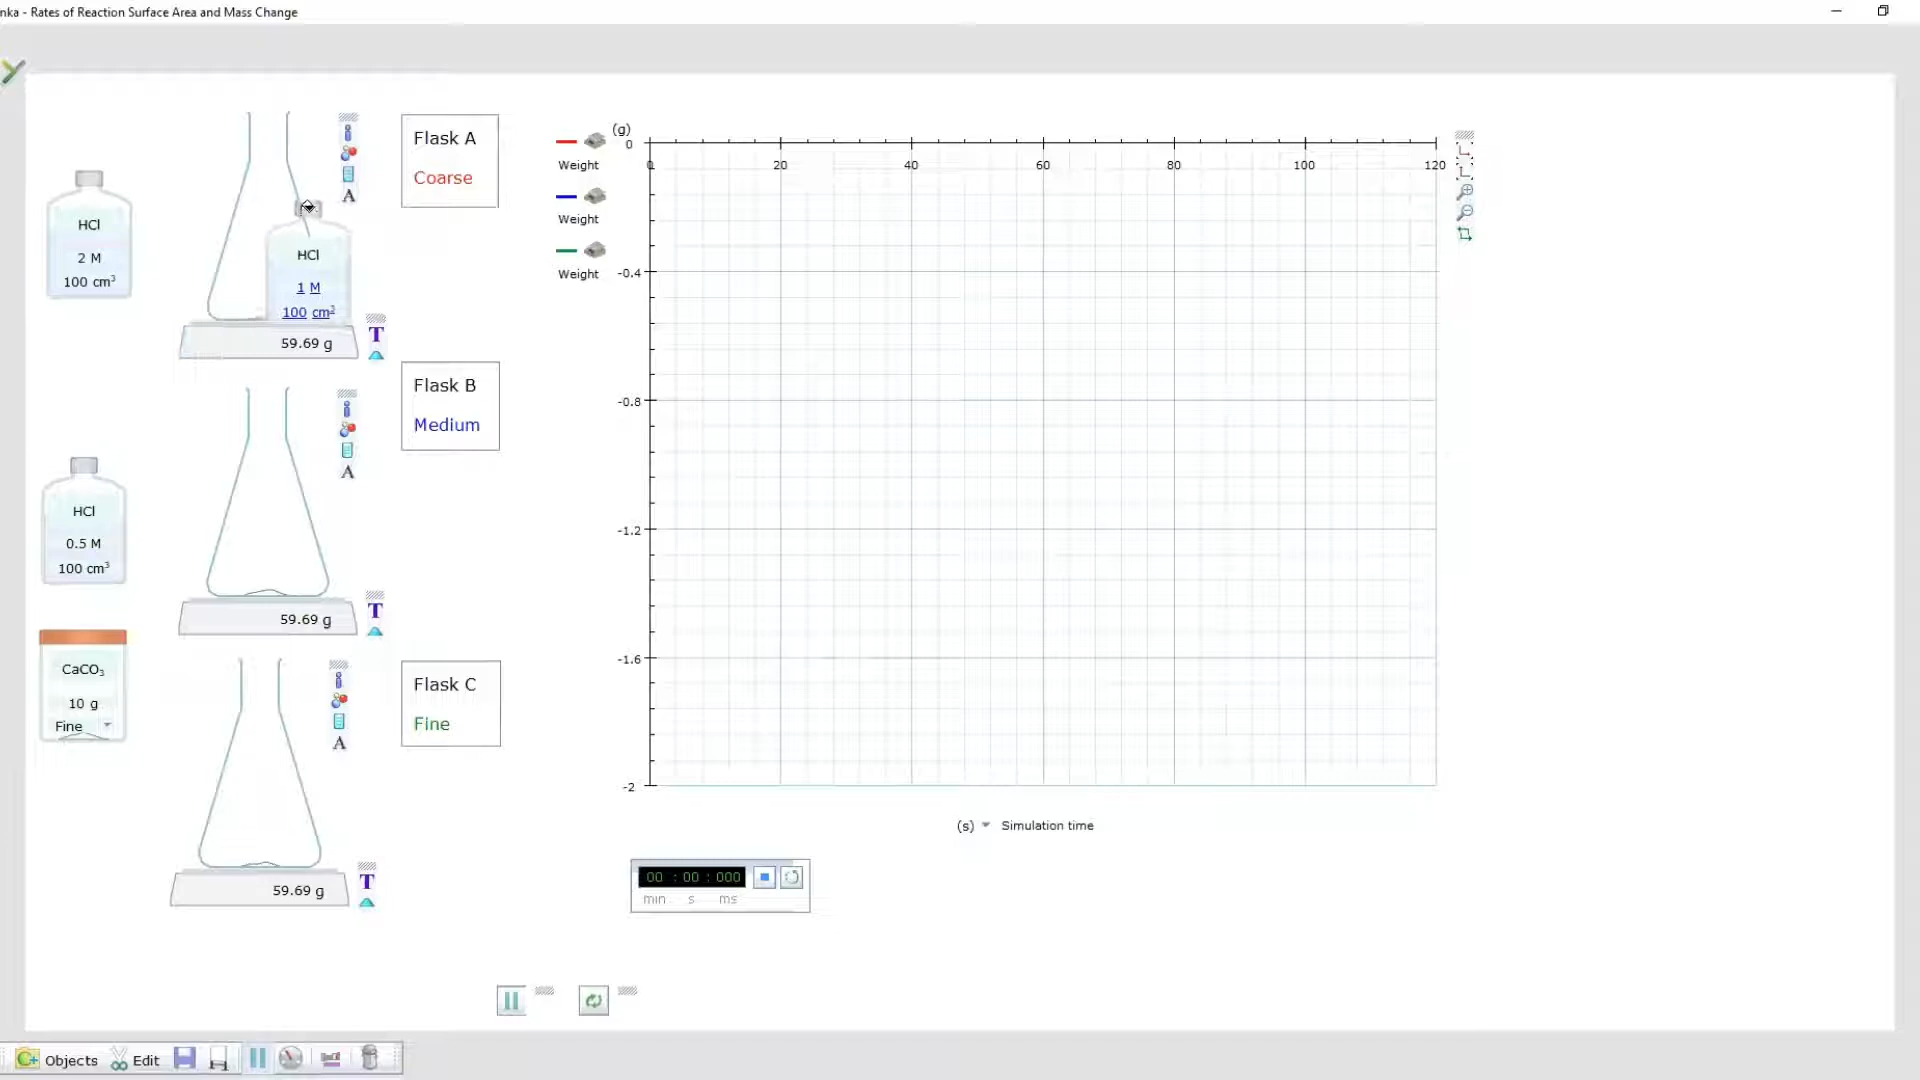 nka - Rates of Reaction Surface Area and Mass Change
HCl
2 M
100 cm³
HCl
1 M
100 cm³
59.69 g
T
A
Flask A
Coarse
Flask B
Medium
A
59.69 g
T
HCl
0.5 M
100 cm³
CaCO₃
10 g
Fine
Flask C
Fine
A
59.69 g
T
Weight
Weight
Weight
(g)
0
-0.4
-0.8
-1.2
-1.6
-2
0 20 40 60 80 100 120
(s) Simulation time
00 : 00 : 000
min s ms
Objects Edit